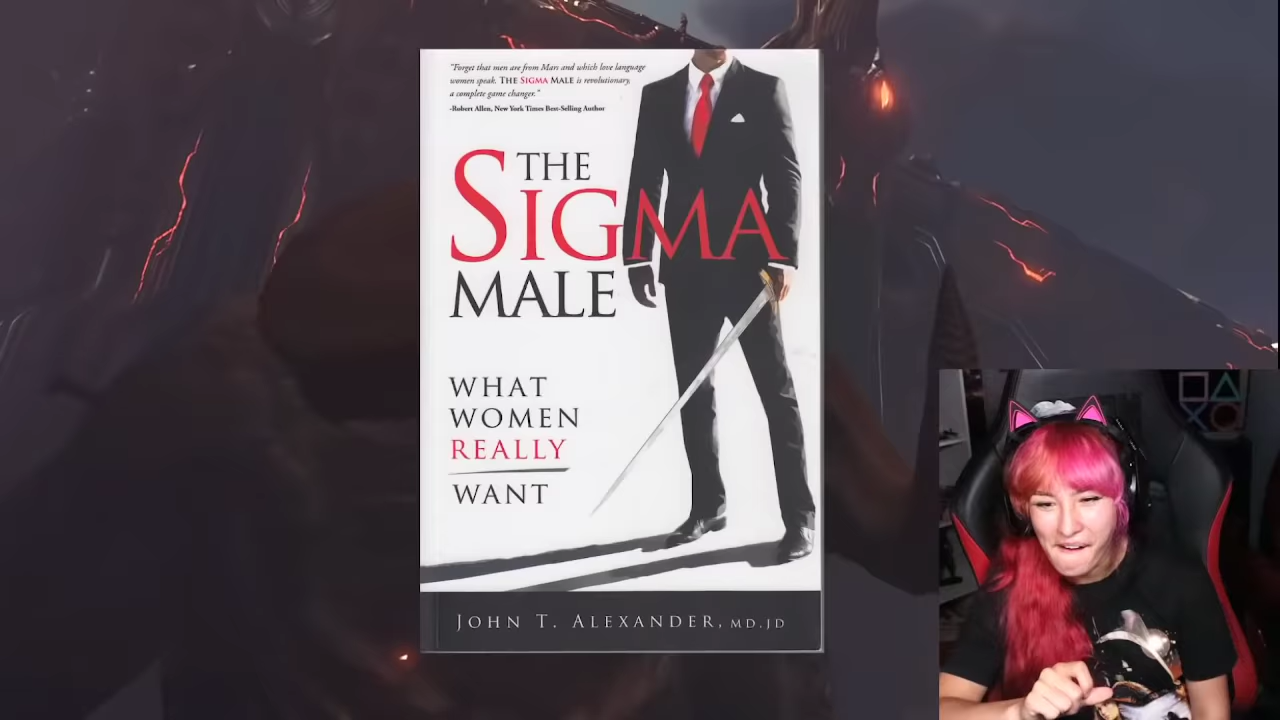 "Forget that men are from Mars and which love language
women speak. THE SIGMA MALE is revolutionary,
a complete game changer."
-Robert Allen, New York Times Best-Selling Author
THE
SIGMA
MALE
WHAT
WOMEN
REALLY
WANT
JOHN T. ALEXANDER, MD.JD